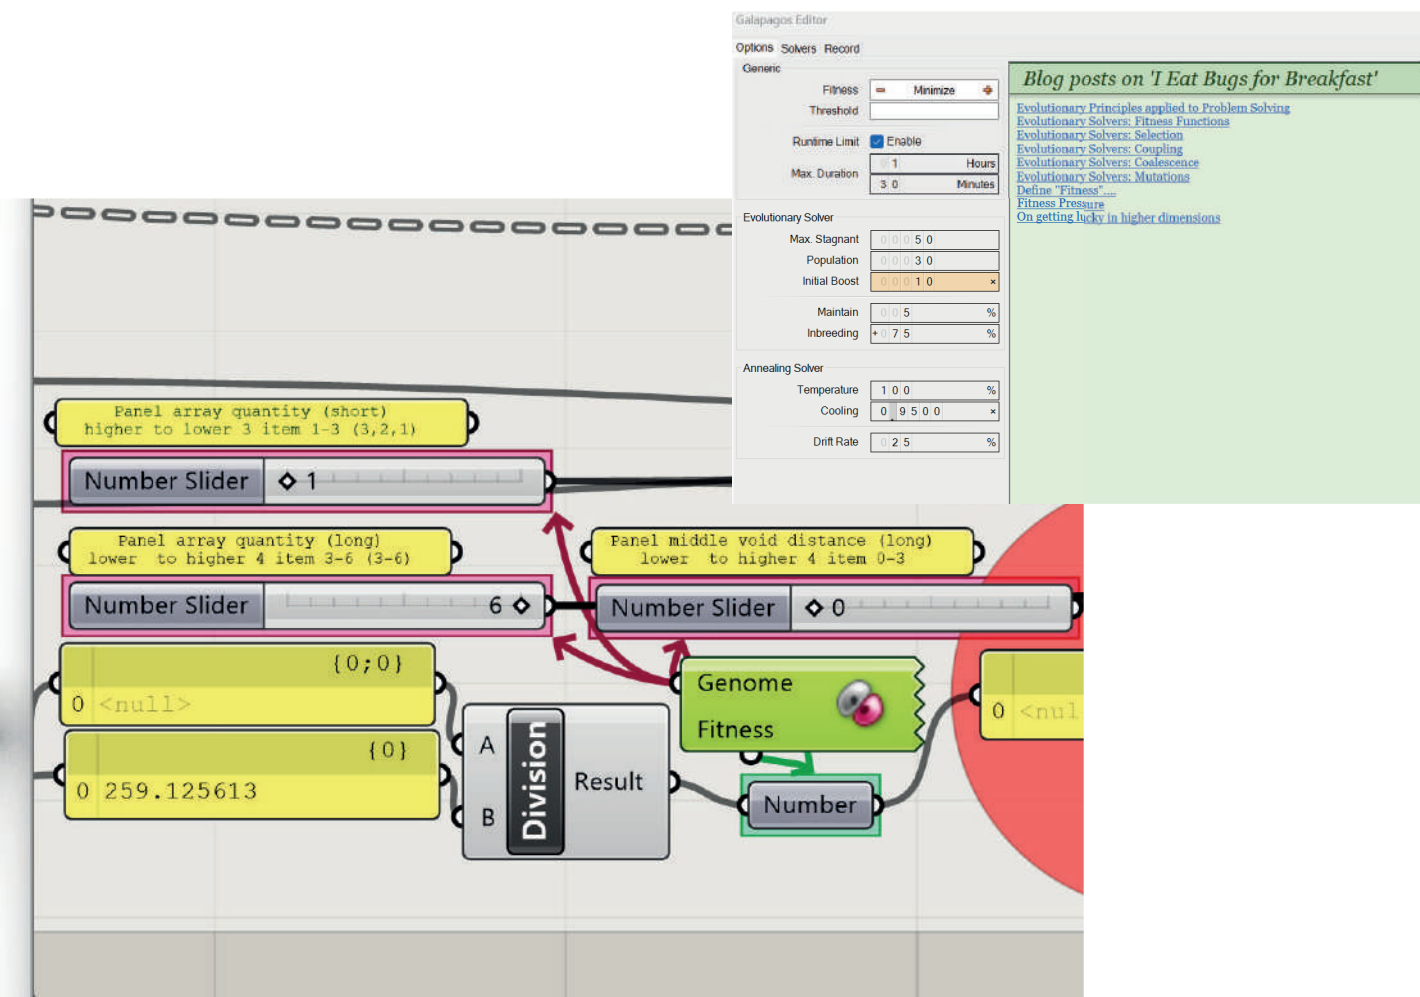 Galapagos Editor
Options Solvers Record
Generic
Fitness Minimize
Threshold
Runtime Limit Enable
Max. Duration 01 Hours
30 Minutes
Evolutionary Solver
Max. Stagnant 00050
Population 00030
Initial Boost 00010 ×
Maintain 005 %
Inbreeding +075 %
Annealing Solver
Temperature 100 %
Cooling 0.9500 ×
Drift Rate 025 %
Blog posts on 'I Eat Bugs for Breakfast'
Evolutionary Principles applied to Problem Solving
Evolutionary Solvers: Fitness Functions
Evolutionary Solvers: Selection
Evolutionary Solvers: Coupling
Evolutionary Solvers: Coalescence
Evolutionary Solvers: Mutations
Define "Fitness"....
Fitness Pressure
On getting lucky in higher dimensions
Panel array quantity (short)
higher to lower 3 item 1-3 (3,2,1)
Number Slider 1
Panel array quantity (long)
lower to higher 4 item 3-6 (3-6)
Number Slider 6
Panel middle void distance (long)
lower to higher 4 item 0-3
Number Slider 0
{0;0}
0 <null>
{0}
0 259.125613
A
B
Division
Result
Genome
Fitness
Number
0 <nul